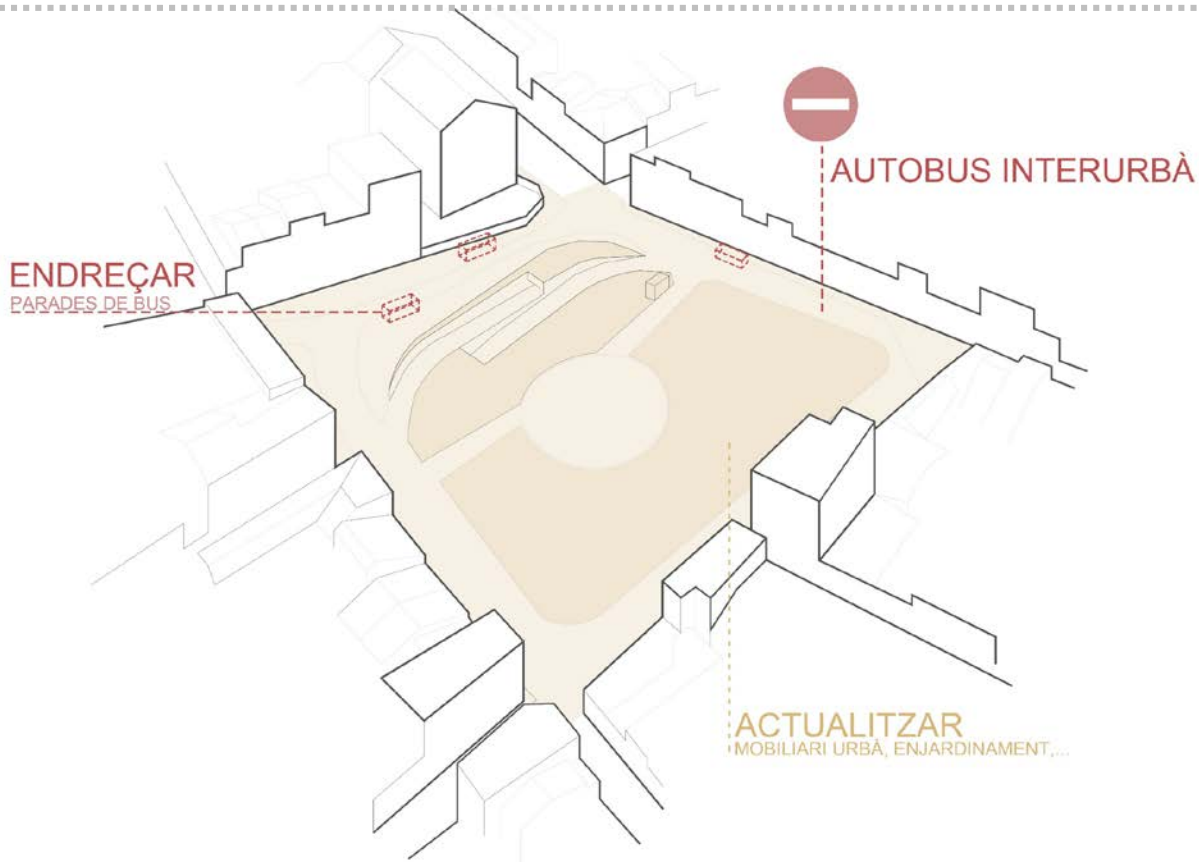 AUTOBUS INTERURBÀ
ENDREÇAR
PARADES DE BUS
ACTUALITZAR
MOBILIARI URBÀ, ENJARDINAMENT,...